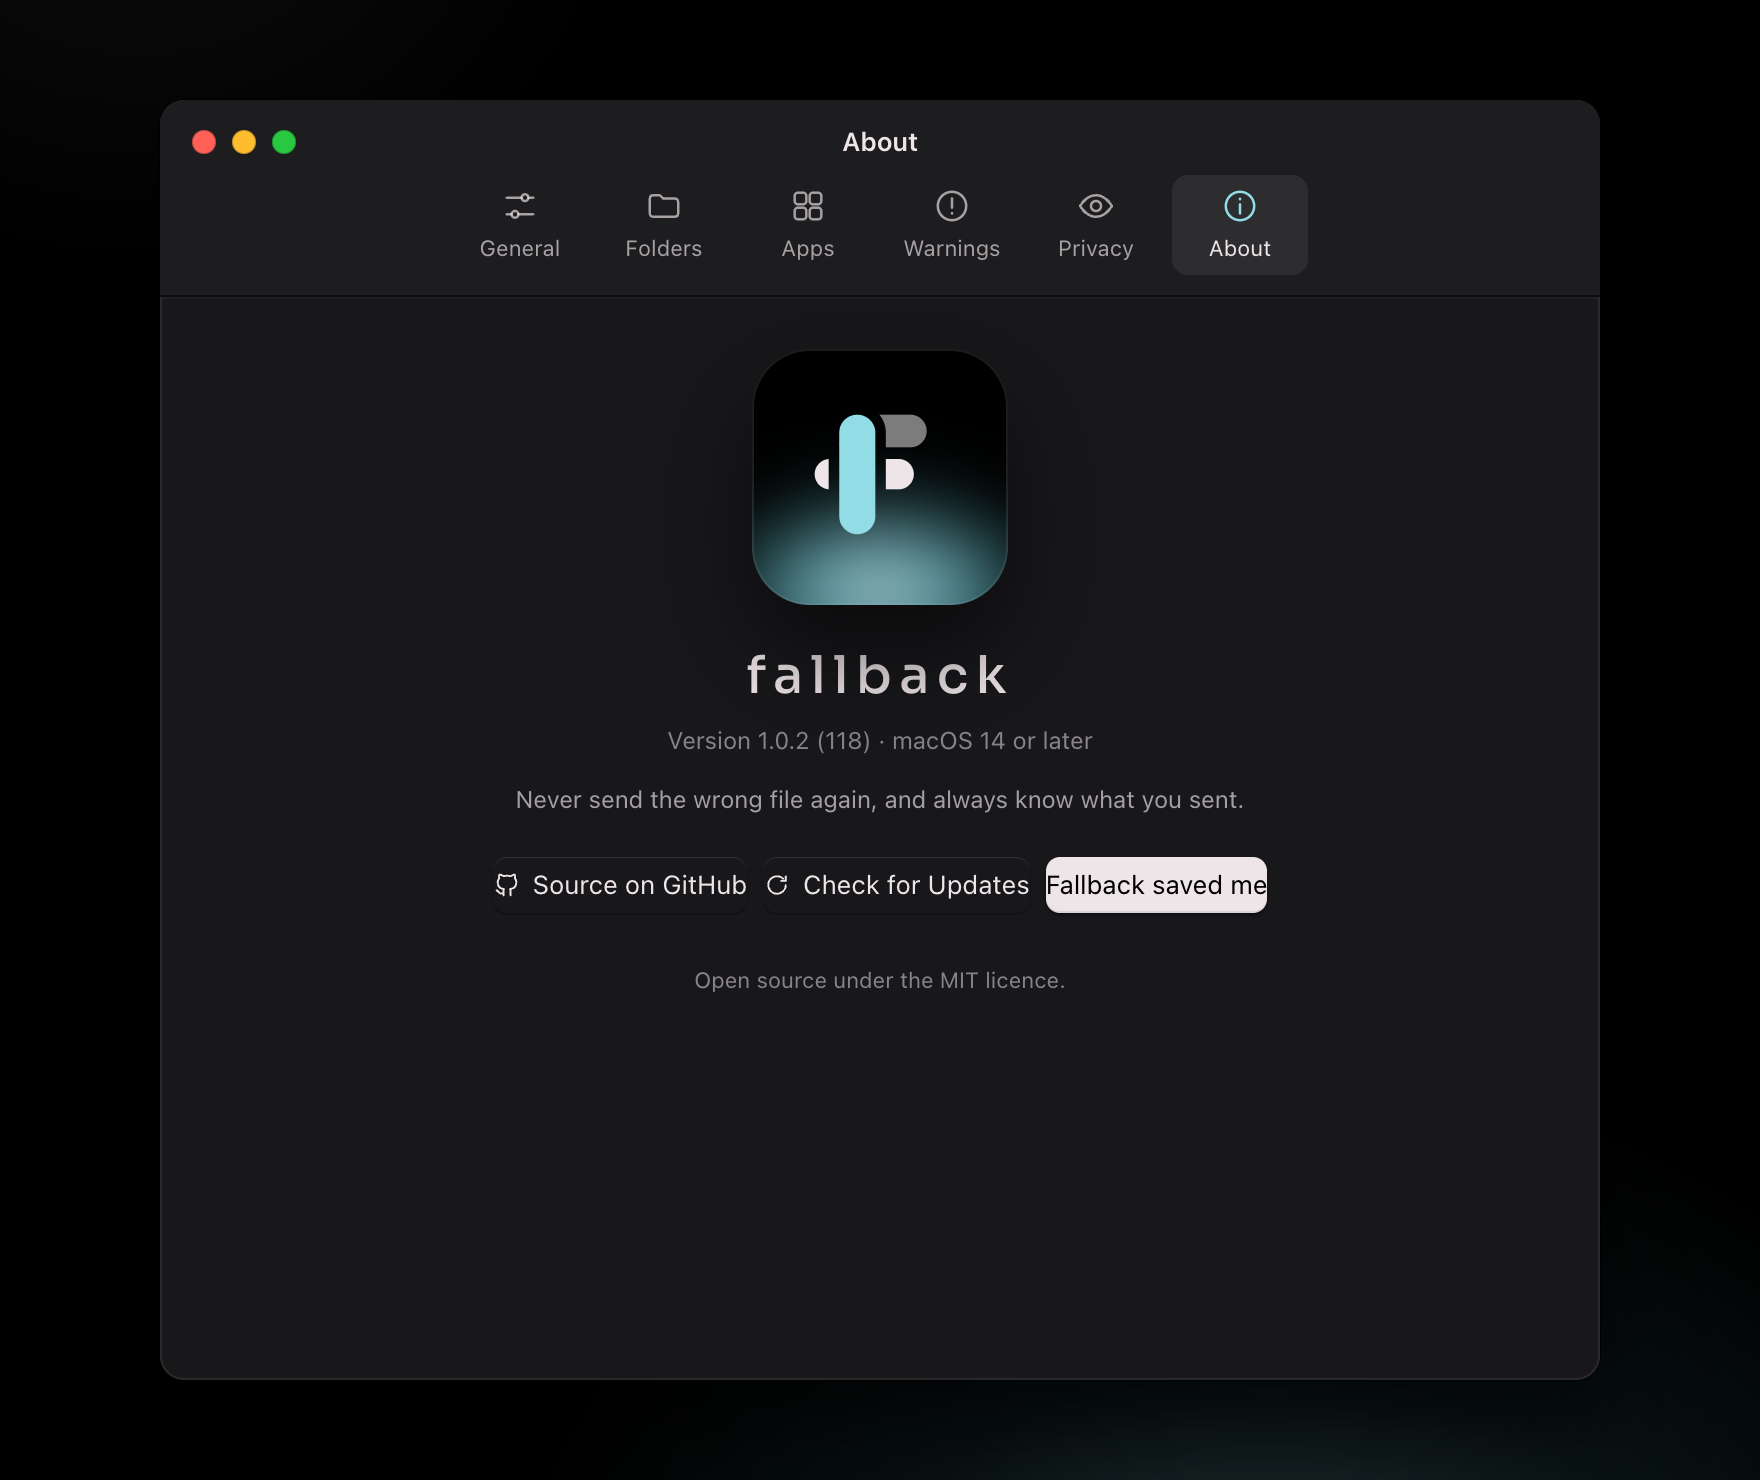 About
General Folders Apps Warnings Privacy About
fallback
Version 1.0.2 (118) · macOS 14 or later
Never send the wrong file again, and always know what you sent.
Source on GitHub Check for Updates Fallback saved me
Open source under the MIT licence.